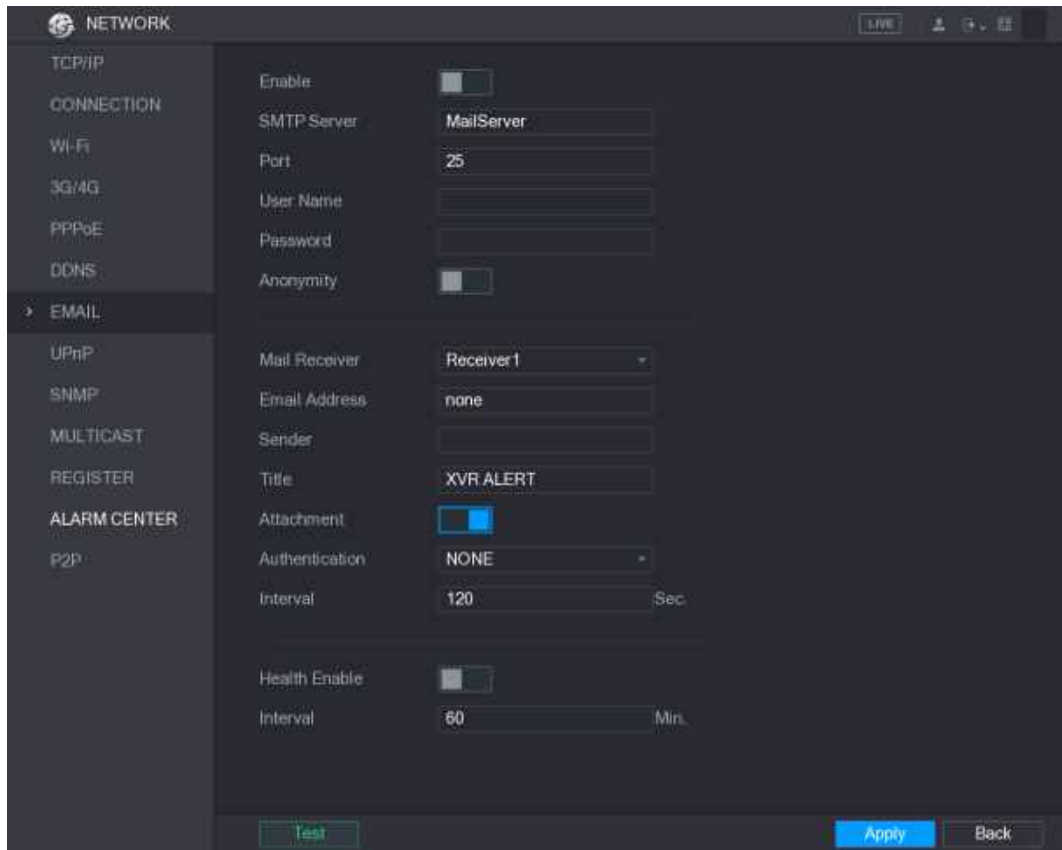 NETWORK
LIVE
TCP/IP
CONNECTION
Wi-Fi
3G/4G
PPPoE
DDNS
EMAIL
UPnP
SNMP
MULTICAST
REGISTER
ALARM CENTER
P2P
Enable
SMTP Server MailServer
Port 25
User Name
Password
Anonymity
Mail Receiver Receiver1
Email Address none
Sender
Title XVR ALERT
Attachment
Authentication NONE
Interval 120 Sec.
Health Enable
Interval 60 Min.
Test Apply Back